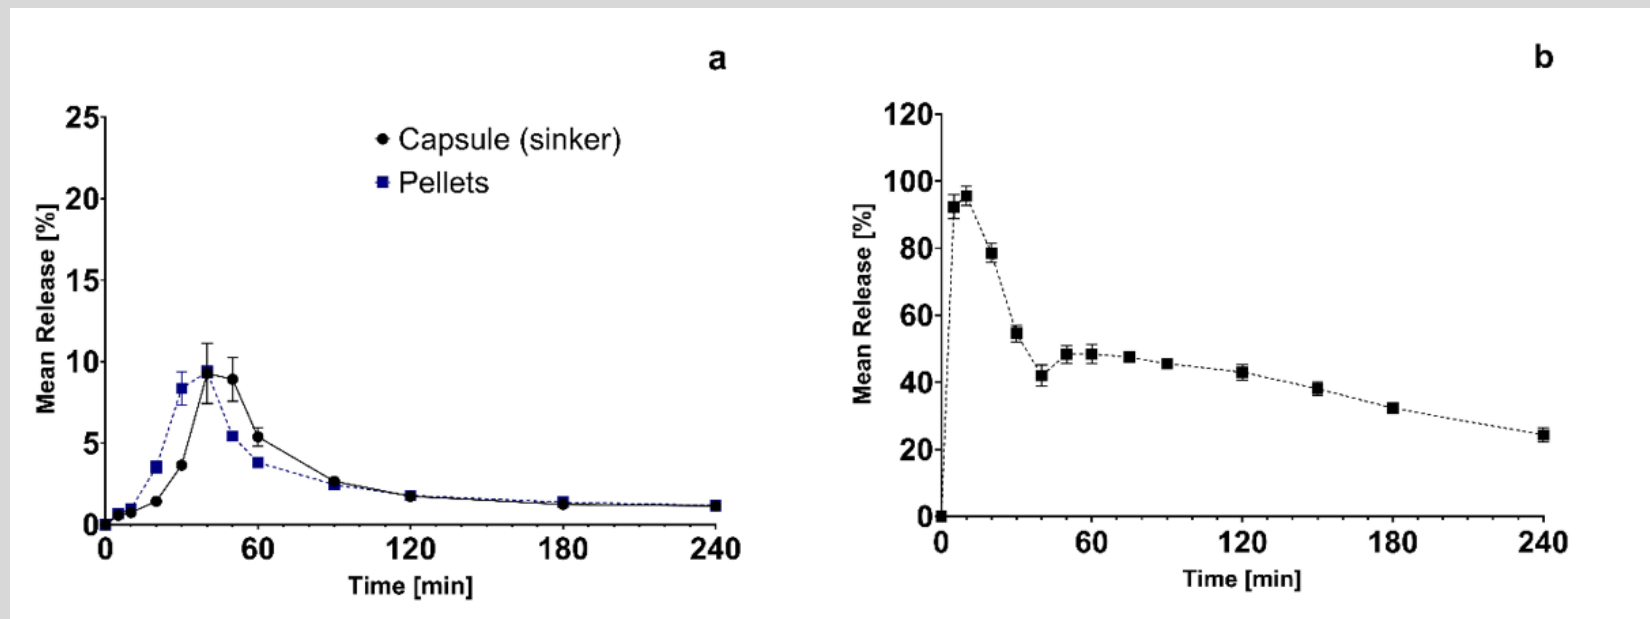 a
25
20
15
10
5
0
Mean Release [%]
Capsule (sinker)
Pellets
0 60 120 180 240
Time [min]
b
120
100
80
60
40
20
0
Mean Release [%]
0 60 120 180 240
Time [min]